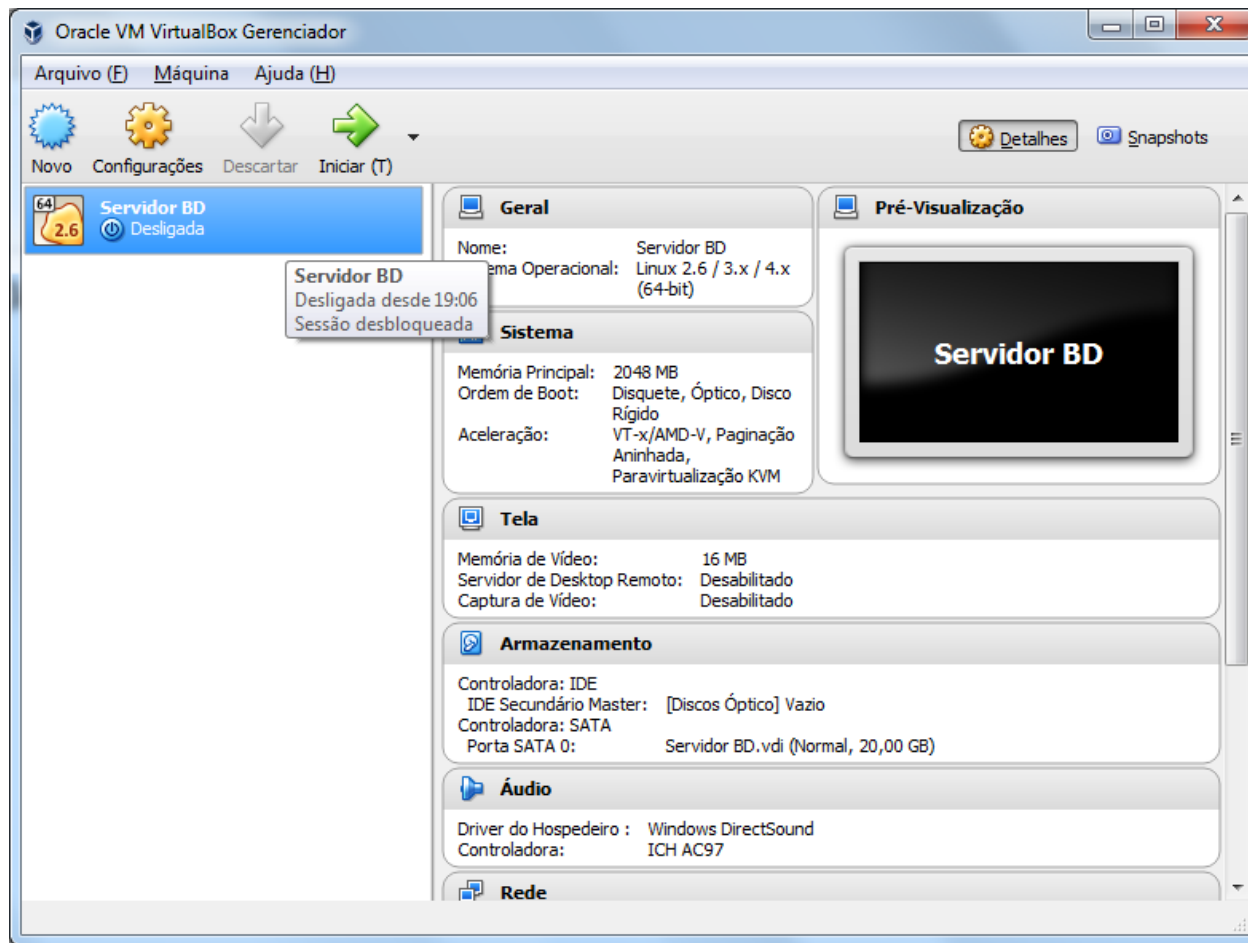 Oracle VM VirtualBox Gerenciador
Arquivo (F) Máquina Ajuda (H)
Novo Configurações Descartar Iniciar (T)
Detalhes Snapshots
64
2.6
Servidor BD
Desligada
Servidor BD
Desligada desde 19:06
Sessão desbloqueada
Geral
Nome: Servidor BD
ema Operacional: Linux 2.6 / 3.x / 4.x
(64-bit)
Pré-Visualização
Servidor BD
Sistema
Memória Principal: 2048 MB
Ordem de Boot: Disquete, Óptico, Disco
Rígido
Aceleração: VT-x/AMD-V, Paginação
Aninhada,
Paravirtualização KVM
Tela
Memória de Vídeo: 16 MB
Servidor de Desktop Remoto: Desabilitado
Captura de Vídeo: Desabilitado
Armazenamento
Controladora: IDE
IDE Secundário Master: [Discos Óptico] Vazio
Controladora: SATA
Porta SATA 0: Servidor BD.vdi (Normal, 20,00 GB)
Áudio
Driver do Hospedeiro : Windows DirectSound
Controladora: ICH AC97
Rede